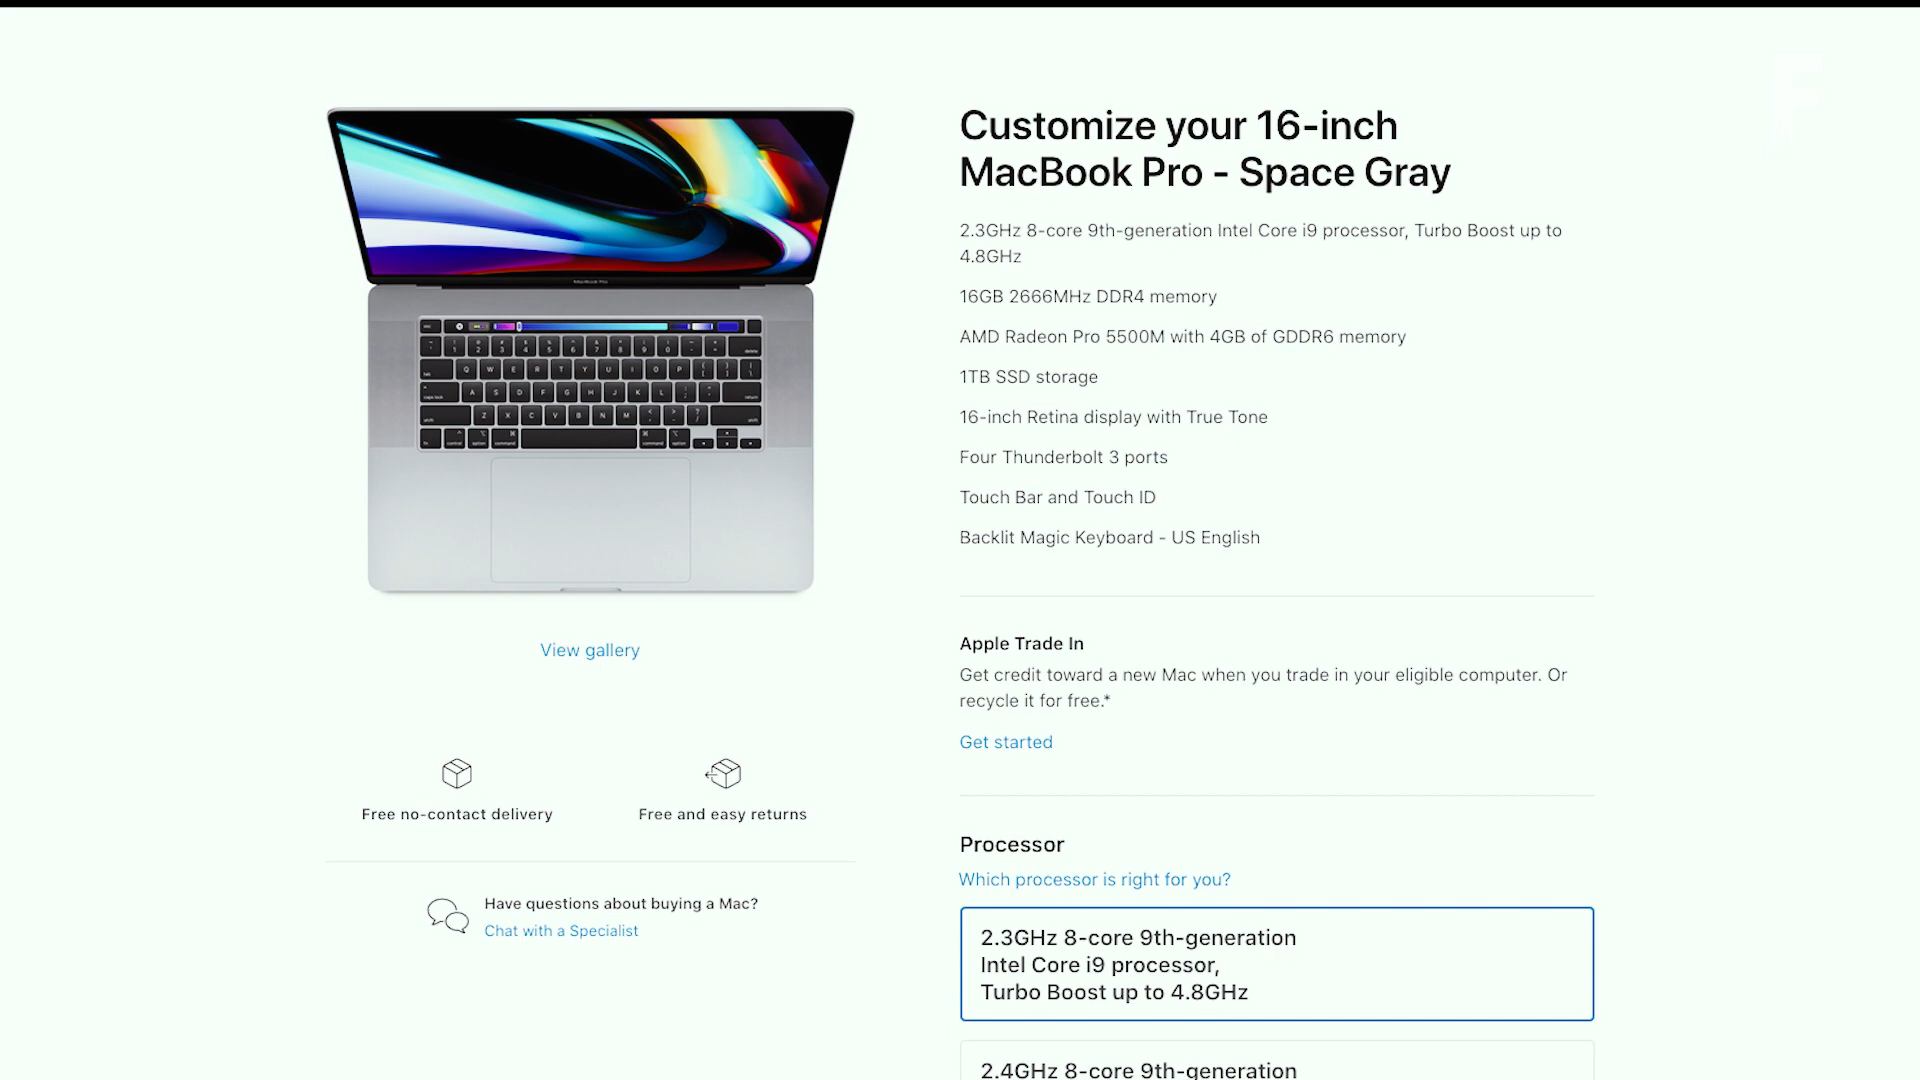 Customize your 16-inch
MacBook Pro - Space Gray
2.3GHz 8-core 9th-generation Intel Core i9 processor, Turbo Boost up to
4.8GHz
16GB 2666MHz DDR4 memory
AMD Radeon Pro 5500M with 4GB of GDDR6 memory
1TB SSD storage
16-inch Retina display with True Tone
Four Thunderbolt 3 ports
Touch Bar and Touch ID
Backlit Magic Keyboard - US English
View gallery
Free no-contact delivery
Free and easy returns
Have questions about buying a Mac?
Chat with a Specialist
Apple Trade In
Get credit toward a new Mac when you trade in your eligible computer. Or
recycle it for free.*
Get started
Processor
Which processor is right for you?
2.3GHz 8-core 9th-generation
Intel Core i9 processor,
Turbo Boost up to 4.8GHz
2.4GHz 8-core 9th-generation